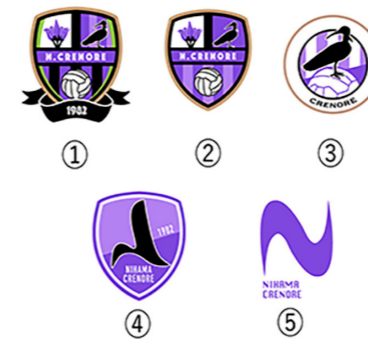 N.CRENORE
1982
①
N.CRENORE
②
CRENORE
③
1982
NIHAMA
CRENORE
④
NIHAMA
CRENORE
⑤